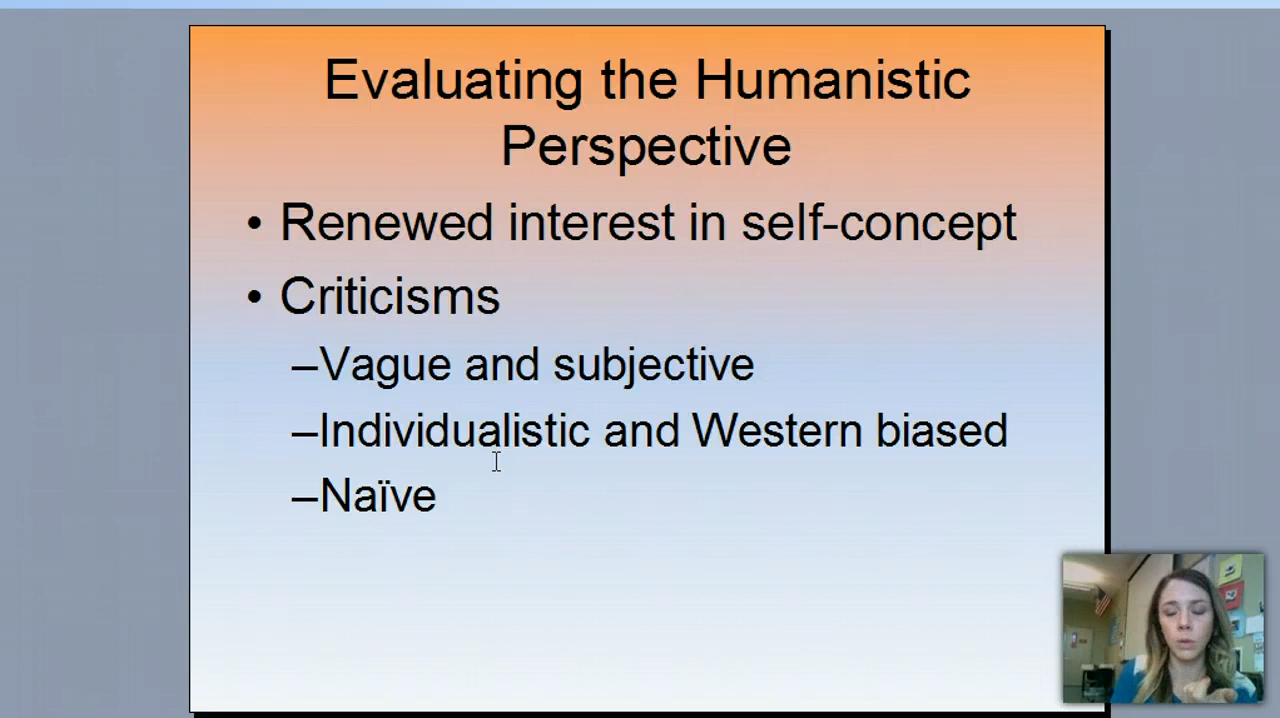 Evaluating the Humanistic
Perspective
• Renewed interest in self-concept
• Criticisms
–Vague and subjective
–Individualistic and Western biased
–Naïve